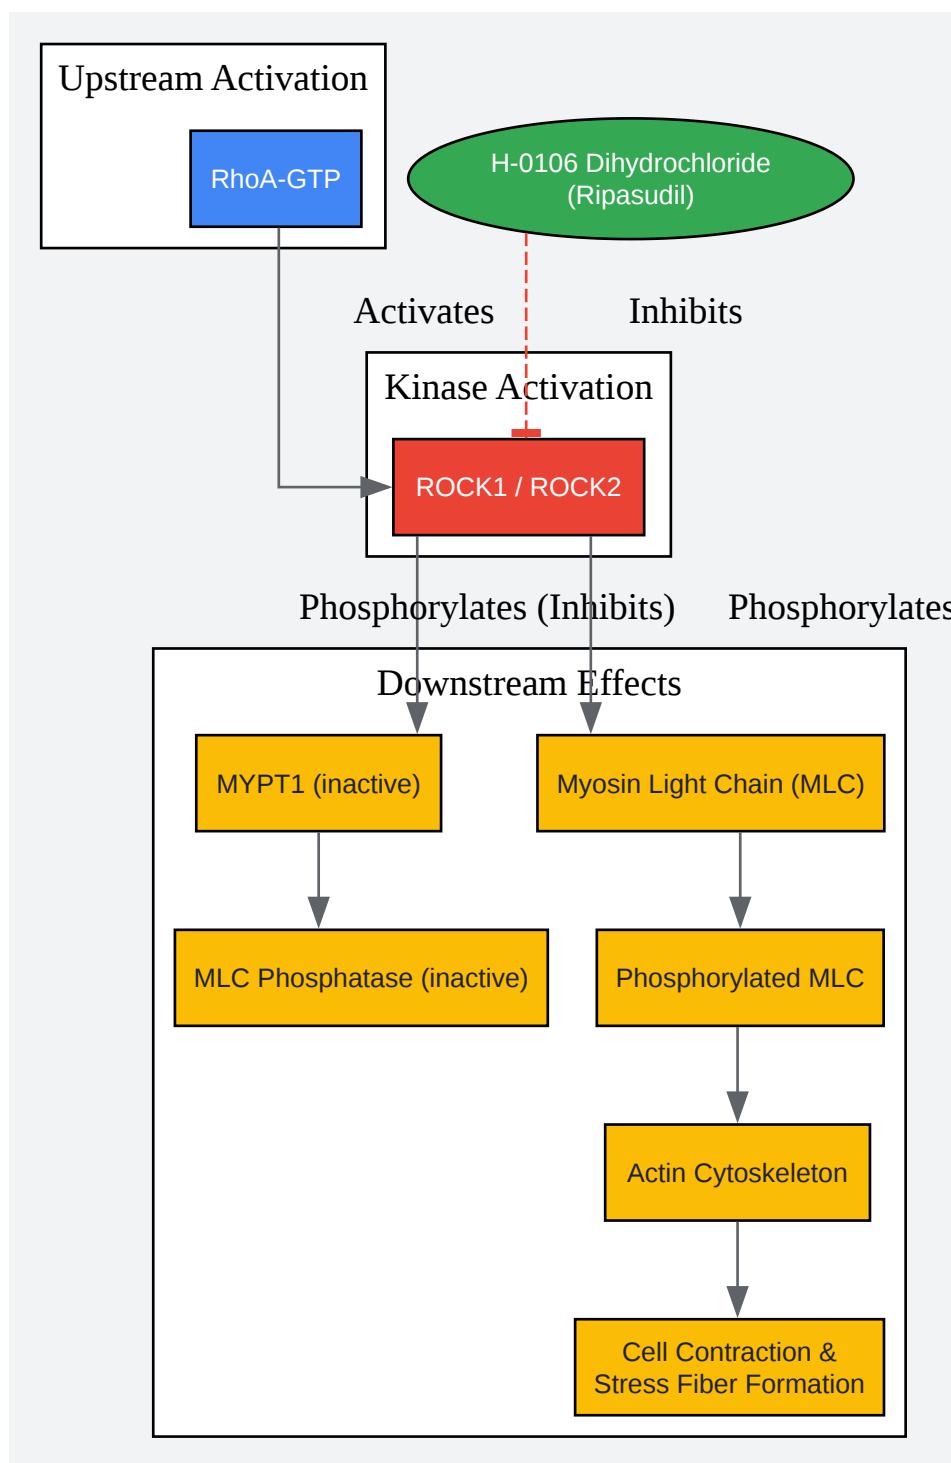 Upstream Activation
RhoA-GTP
H-0106 Dihydrochloride
(Ripasudil)
Activates
Inhibits
Kinase Activation
ROCK1 / ROCK2
Phosphorylates (Inhibits)
Phosphorylates
Downstream Effects
MYPT1 (inactive)
Myosin Light Chain (MLC)
MLC Phosphatase (inactive)
Phosphorylated MLC
Actin Cytoskeleton
Cell Contraction &
Stress Fiber Formation